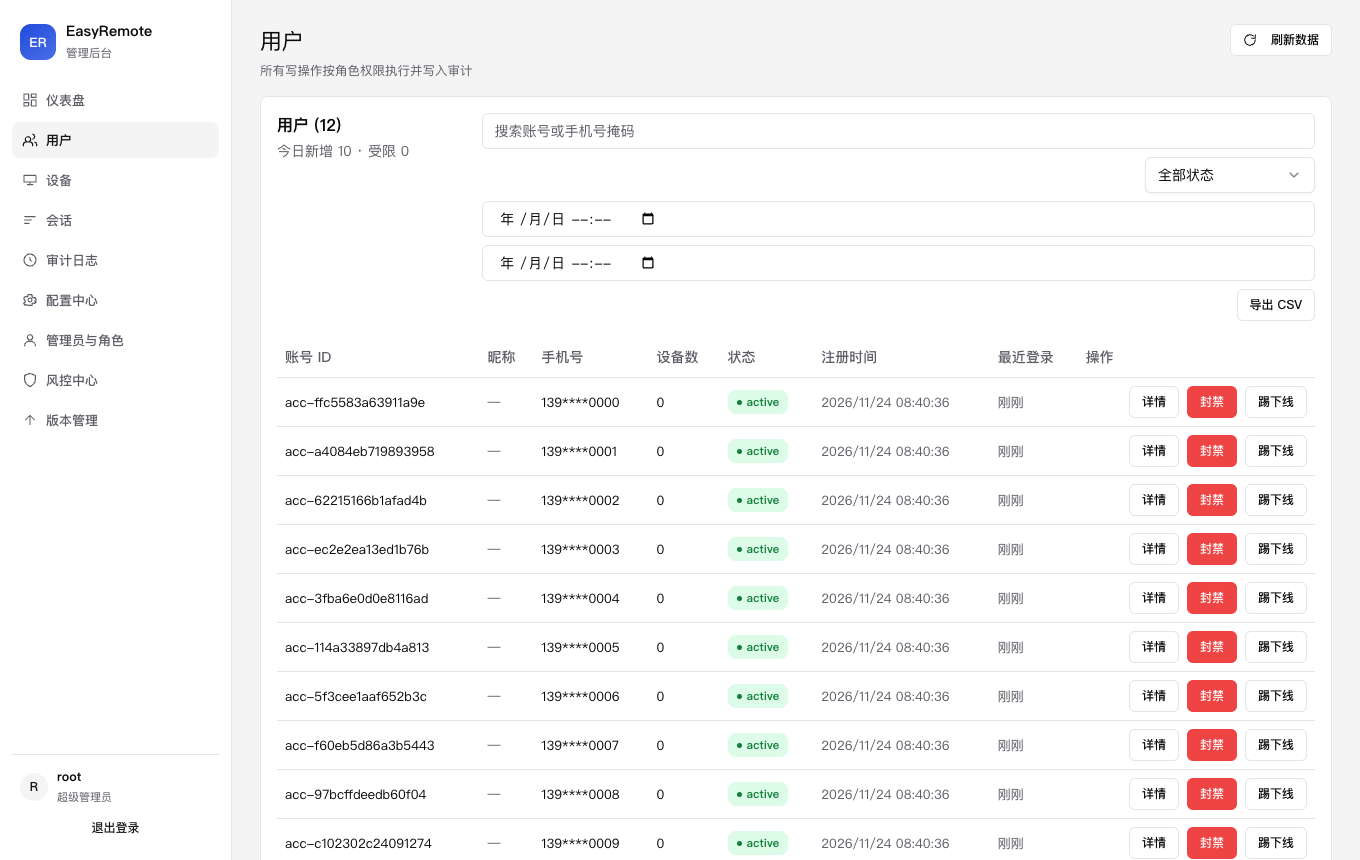 ER
EasyRemote
管理后台
仪表盘
用户
设备
会话
审计日志
配置中心
管理员与角色
风控中心
版本管理
R
root
超级管理员
退出登录
用户
所有写操作按角色权限执行并写入审计
刷新数据
用户 (12)
今日新增 10 · 受限 0
搜索账号或手机号掩码
全部状态
年 /月/日 --:--
年 /月/日 --:--
导出 CSV
账号 ID 昵称 手机号 设备数 状态 注册时间 最近登录 操作
acc-ffc5583a63911a9e — 139****0000 0 active 2026/11/24 08:40:36 刚刚 详情 封禁 踢下线
acc-a4084eb719893958 — 139****0001 0 active 2026/11/24 08:40:36 刚刚 详情 封禁 踢下线
acc-62215166b1afad4b — 139****0002 0 active 2026/11/24 08:40:36 刚刚 详情 封禁 踢下线
acc-ec2e2ea13ed1b76b — 139****0003 0 active 2026/11/24 08:40:36 刚刚 详情 封禁 踢下线
acc-3fba6e0d0e8116ad — 139****0004 0 active 2026/11/24 08:40:36 刚刚 详情 封禁 踢下线
acc-114a33897db4a813 — 139****0005 0 active 2026/11/24 08:40:36 刚刚 详情 封禁 踢下线
acc-5f3cee1aaf652b3c — 139****0006 0 active 2026/11/24 08:40:36 刚刚 详情 封禁 踢下线
acc-f60eb5d86a3b5443 — 139****0007 0 active 2026/11/24 08:40:36 刚刚 详情 封禁 踢下线
acc-97bcffdeedb60f04 — 139****0008 0 active 2026/11/24 08:40:36 刚刚 详情 封禁 踢下线
acc-c102302c24091274 — 139****0009 0 active 2026/11/24 08:40:36 刚刚 详情 封禁 踢下线